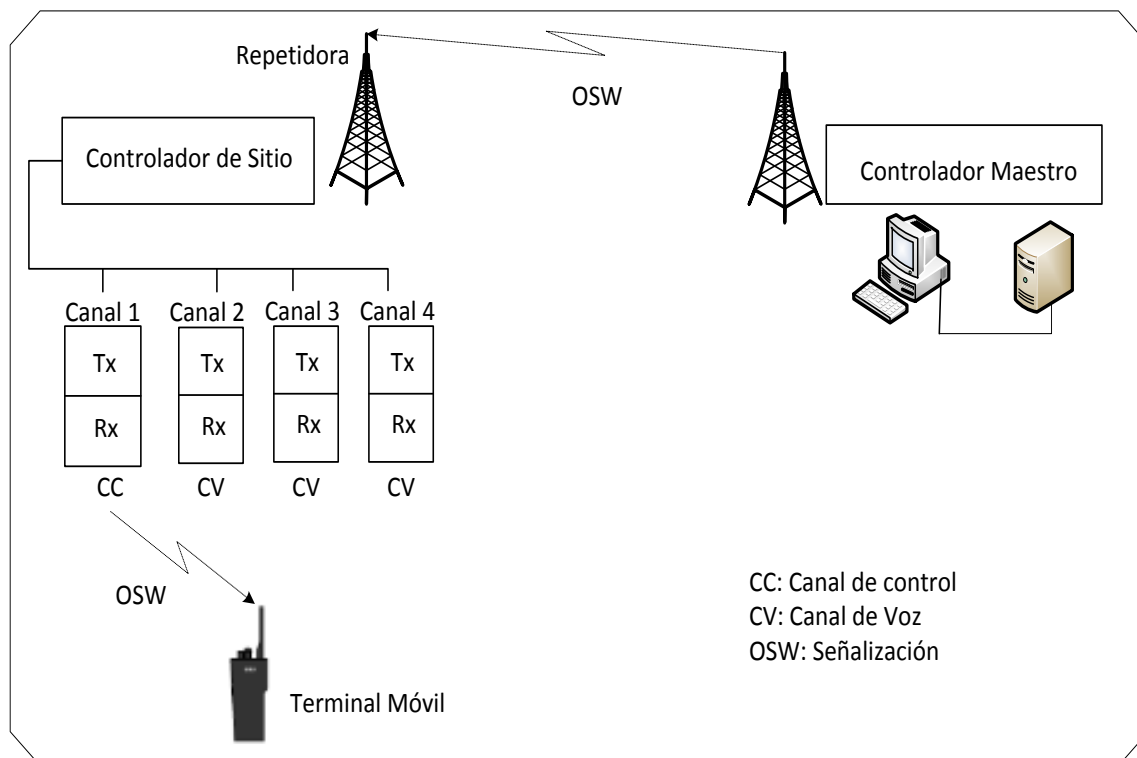 Repetidora
OSW
Controlador de Sitio
Controlador Maestro
Canal 1 Canal 2 Canal 3 Canal 4
Tx Tx Tx Tx
Rx Rx Rx Rx
CC CV CV CV
OSW
CC: Canal de control
CV: Canal de Voz
OSW: Señalización
Terminal Móvil